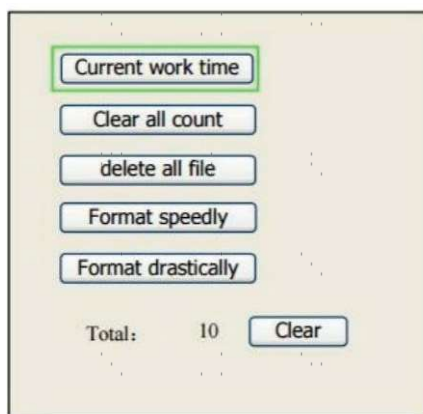 Current work time
Clear all count
delete all file
Format speedly
Format drastically
Total: 10 Clear